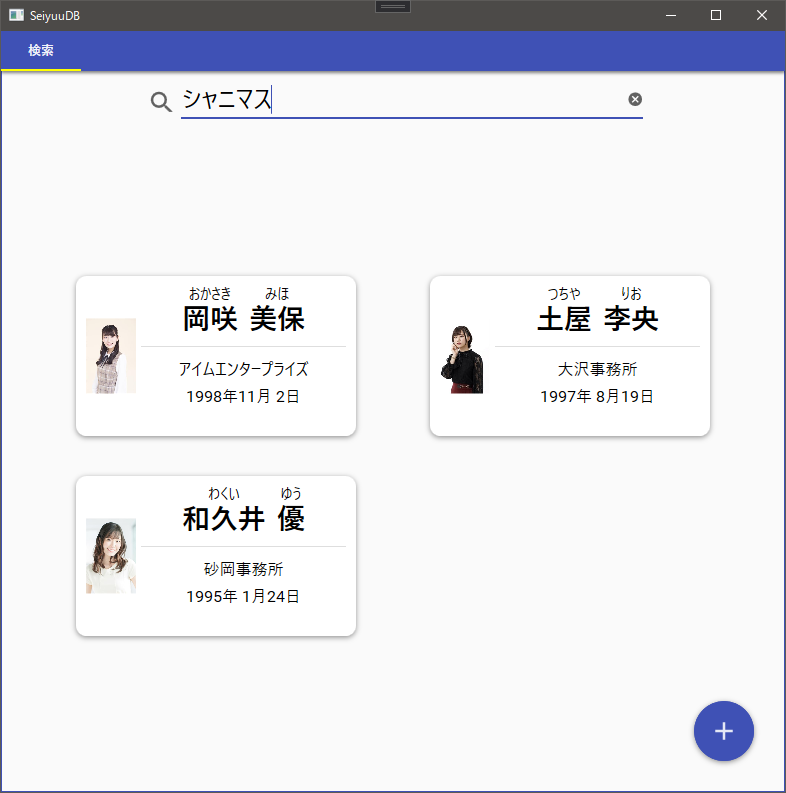 SeiyuuDB
検索
シャニマス
おかさき みほ
岡咲 美保
アイムエンタープライズ
1998年11月 2日
つちや りお
土屋 李央
大沢事務所
1997年 8月19日
わくい ゆう
和久井 優
砂岡事務所
1995年 1月24日